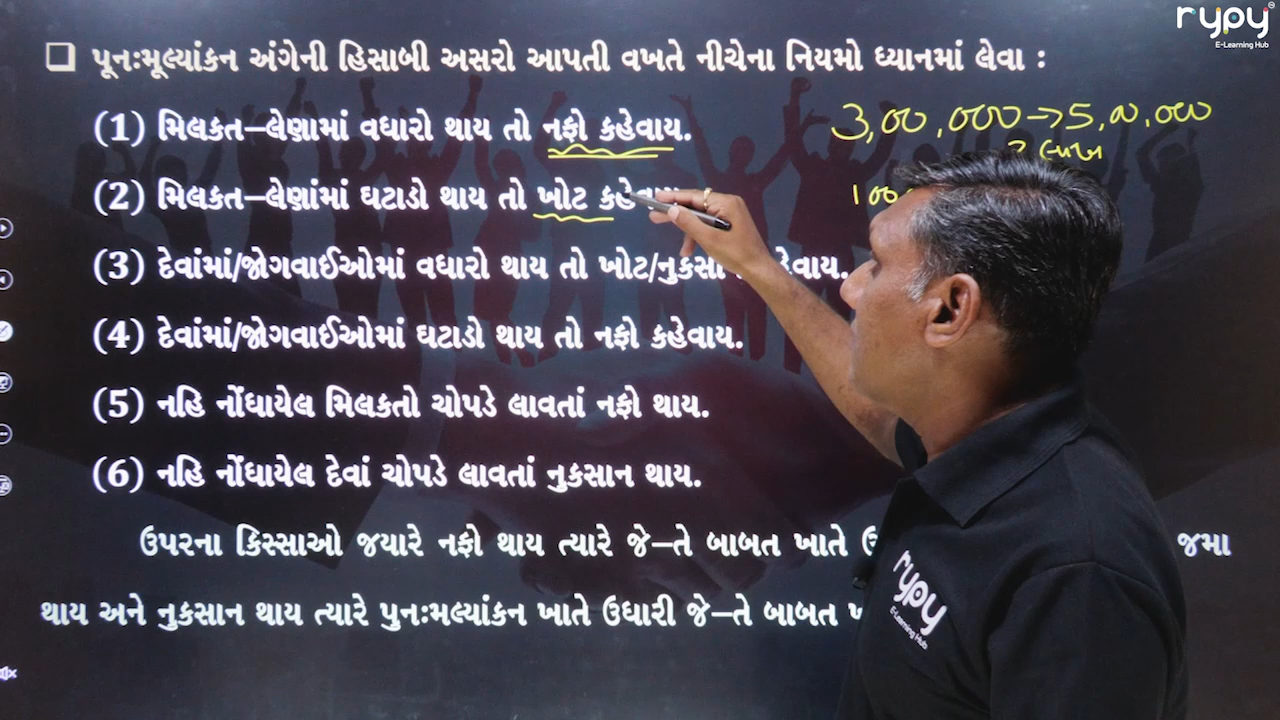 rypy
E-Learning Hub
❑ પૂનઃમૂલ્યાંકન અંગેની હિસાબી અસરો આપતી વખતે નીચેના નિયમો ધ્યાનમાં લેવા :
(1) મિલકત–લેણામાં વધારો થાય તો નફો કહેવાય.
3,00,000→5,00,000
લાખ
(2) મિલકત–લેણાંમાં ઘટાડો થાય તો ખોટ
(3) દેવાંમાં/જોગવાઈઓમાં વધારો થાય તો
(4) દેવાંમાં/જોગવાઈઓમાં ઘટાડો થાય તો નફો કહેવાય.
(5) નહિ નોંધાયેલ મિલકતો ચોપડે લાવતાં નફો થાય.
(6) નહિ નોંધાયેલ દેવાં ચોપડે લાવતાં નુકસાન થાય.
ઉપરના કિસ્સાઓ જયારે નફો થાય ત્યારે જે–તે બાબત ખાતે જમા
થાય અને નુકસાન થાય ત્યારે પુનઃમલ્યાંકન ખાતે ઉધારી જે–તે બાબત
rypy
E-Learning Hub